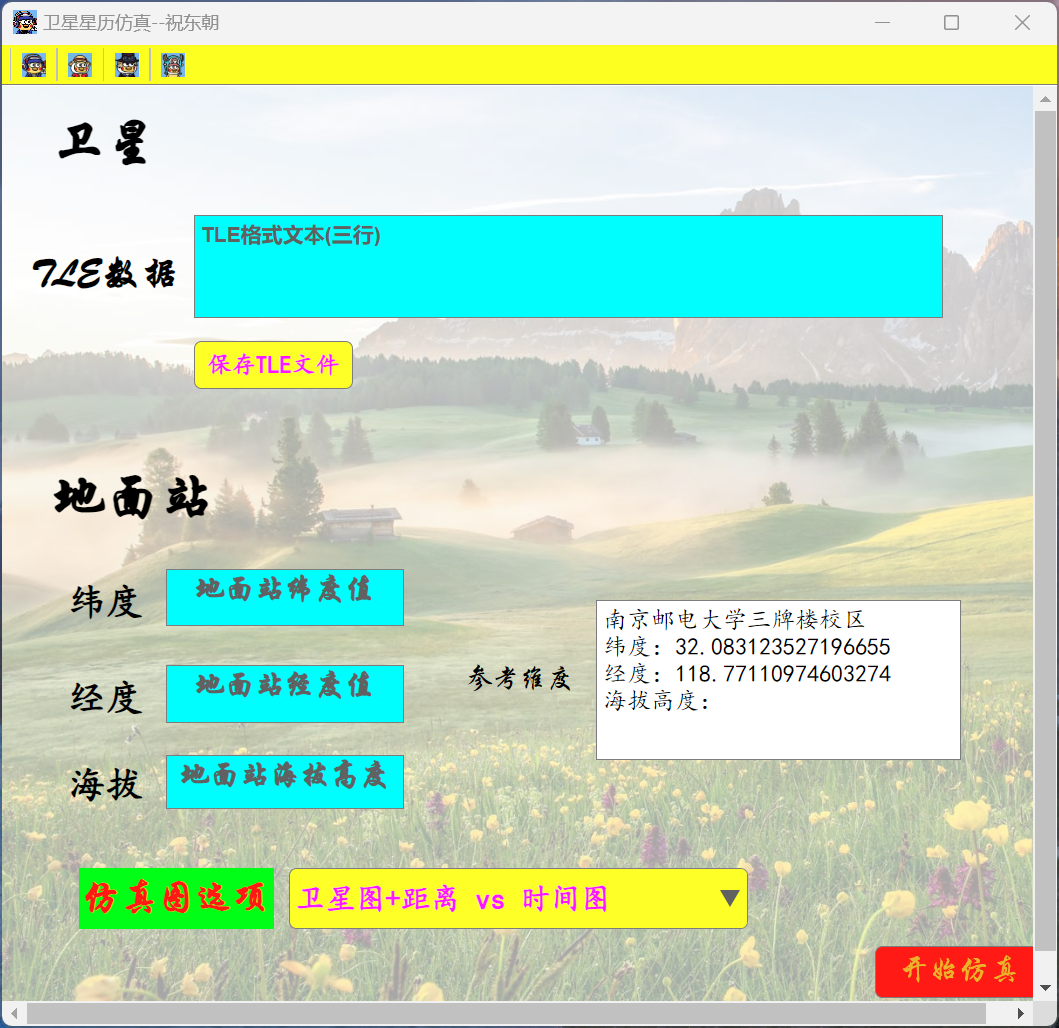 卫星星历仿真--祝东朝
卫星
TLE格式文本(三行)
TLE数据
保存TLE文件
地面站
纬度
地面站纬度值
经度
地面站经度值
海拔
地面站海拔高度
参考维度
南京邮电大学三牌楼校区
纬度：32.083123527196655
经度：118.77110974603274
海拔高度：
仿真图选项
卫星图+距离 vs 时间图
开始仿真